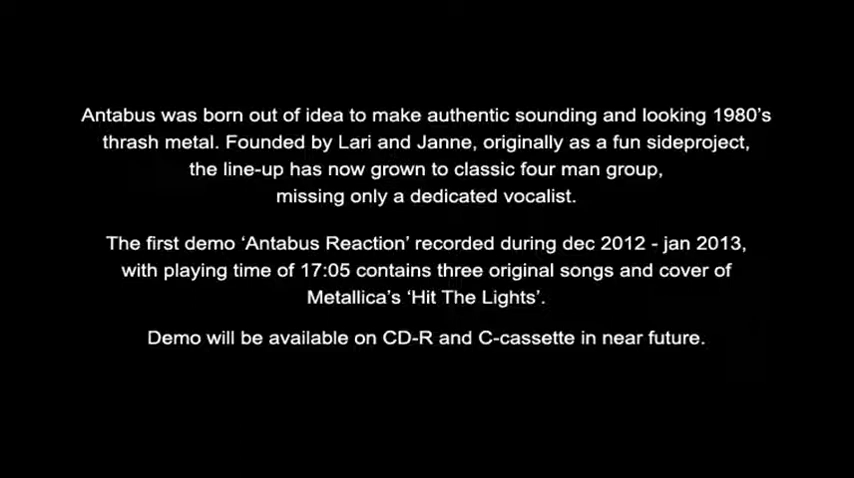 Antabus was born out of idea to make authentic sounding and looking 1980's
thrash metal. Founded by Lari and Janne, originally as a fun sideproject,
the line-up has now grown to classic four man group,
missing only a dedicated vocalist.
The first demo ‘Antabus Reaction’ recorded during dec 2012 - jan 2013,
with playing time of 17:05 contains three original songs and cover of
Metallica’s ‘Hit The Lights’.
Demo will be available on CD-R and C-cassette in near future.